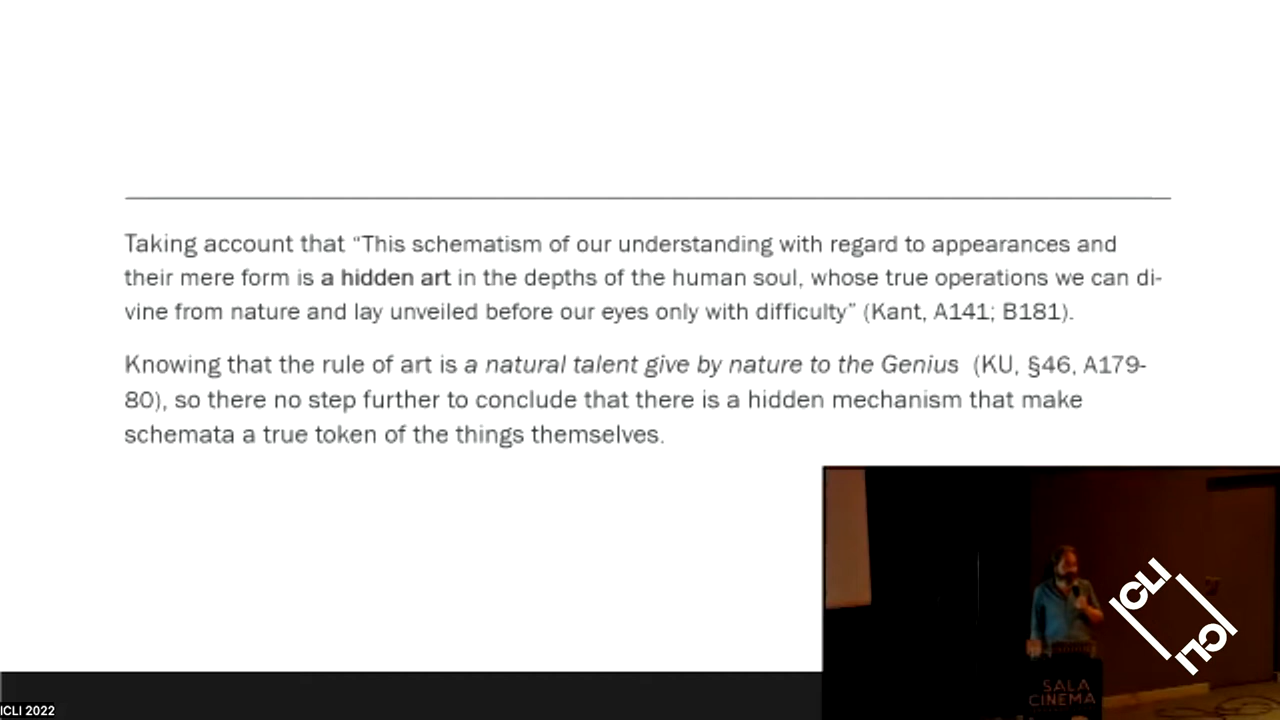 Taking account that “This schematism of our understanding with regard to appearances and
their mere form is a hidden art in the depths of the human soul, whose true operations we can di-
vine from nature and lay unveiled before our eyes only with difficulty” (Kant, A141; B181).
Knowing that the rule of art is a natural talent give by nature to the Genius (KU, §46, A179-
80), so there no step further to conclude that there is a hidden mechanism that make
schemata a true token of the things themselves.
ICLI
ICLI
SALA
CINEMA
ICLI 2022